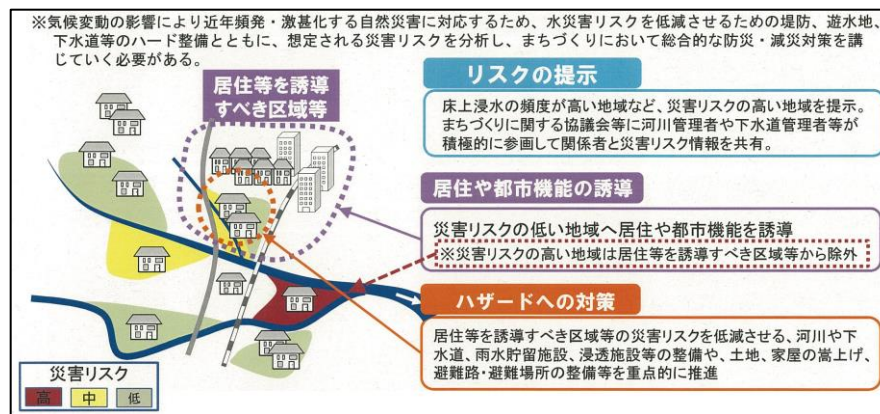 ※気候変動の影響により近年頻発・激甚化する自然災害に対応するため、水災害リスクを低減させるための堤防、遊水地、
下水道等のハード整備とともに、想定される災害リスクを分析し、まちづくりにおいて総合的な防災・減災対策を講
じていく必要がある。
居住等を誘導
すべき区域等
リスクの提示
床上浸水の頻度が高い地域など、災害リスクの高い地域を提示。
まちづくりに関する協議会等に河川管理者や下水道管理者等が
積極的に参画して関係者と災害リスク情報を共有。
居住や都市機能の誘導
災害リスクの低い地域へ居住や都市機能を誘導
※災害リスクの高い地域は居住等を誘導すべき区域等から除外
ハザードへの対策
居住等を誘導すべき区域等の災害リスクを低減させる、河川や下
水道、雨水貯留施設、浸透施設等の整備や、土地、家屋の嵩上げ、
避難路・避難場所の整備等を重点的に推進
災害リスク
高 中 低